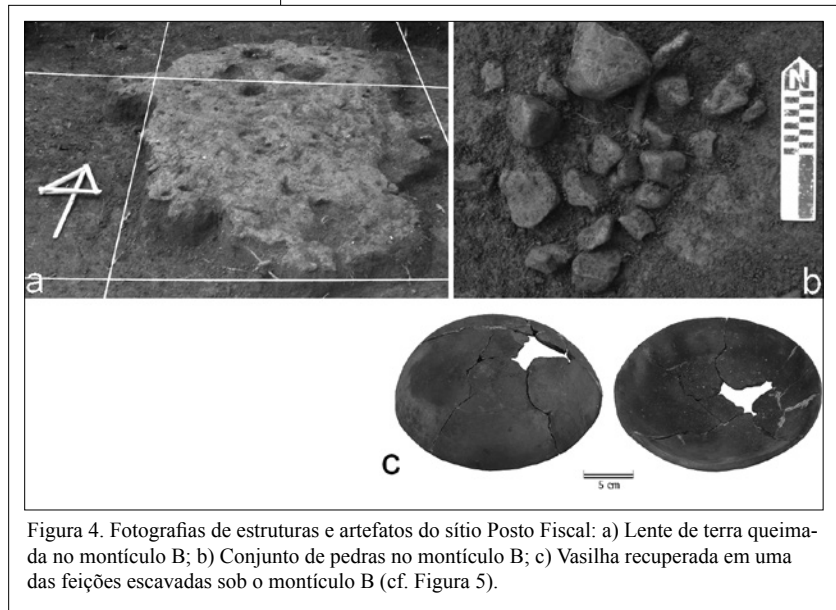 a
N
b
c
5 cm
Figura 4. Fotografias de estruturas e artefatos do sítio Posto Fiscal: a) Lente de terra queima-
da no montículo B; b) Conjunto de pedras no montículo B; c) Vasilha recuperada em uma
das feições escavadas sob o montículo B (cf. Figura 5).